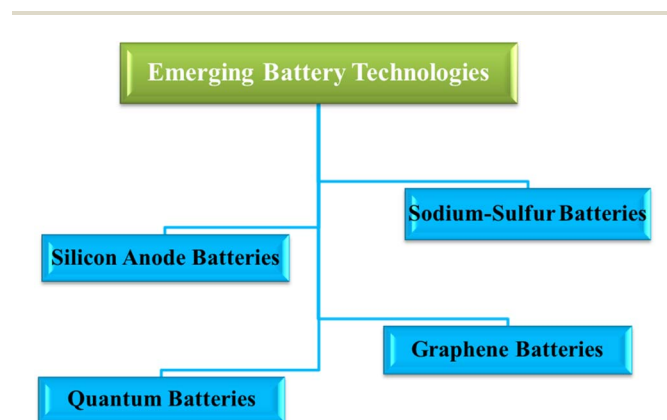 Emerging Battery Technologies
Sodium-Sulfur Batteries
Silicon Anode Batteries
Graphene Batteries
Quantum Batteries